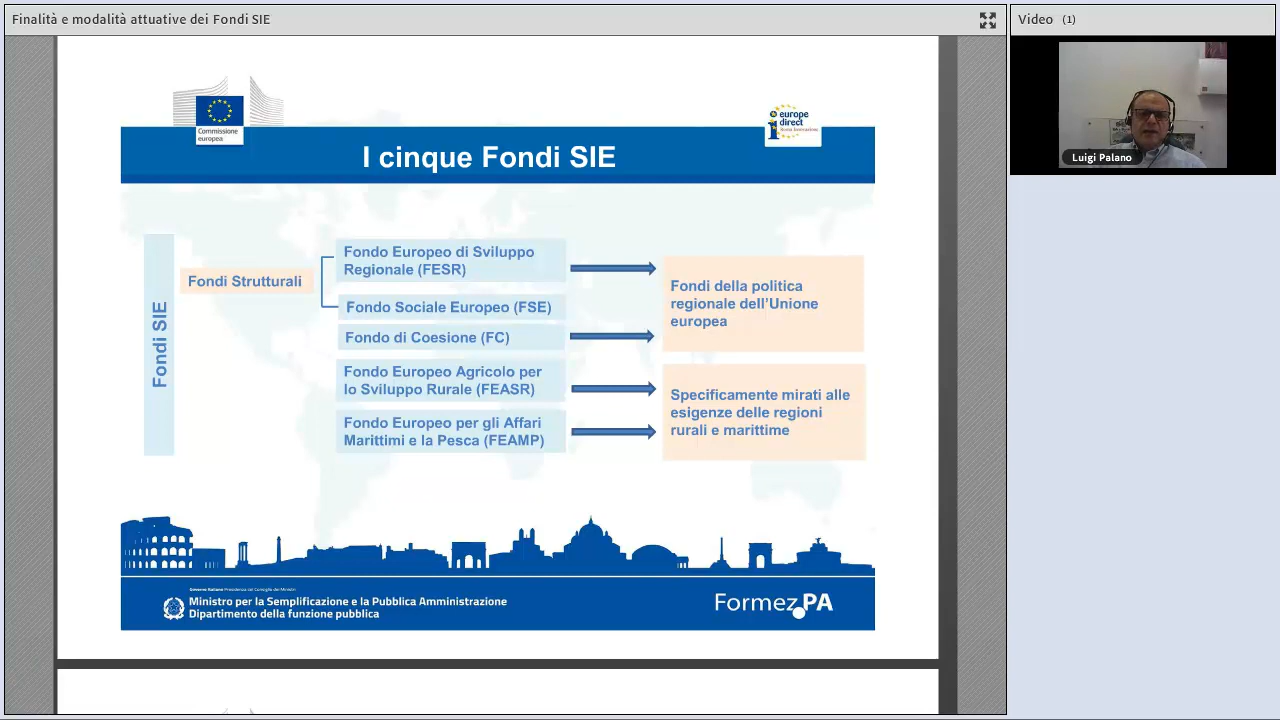 Finalità e modalità attuative dei Fondi SIE
Video (1)
Luigi Palano
Commissione
europea
europe
direct
I cinque Fondi SIE
Fondi SIE
Fondi Strutturali
Fondo Europeo di Sviluppo
Regionale (FESR)
Fondo Sociale Europeo (FSE)
Fondo di Coesione (FC)
Fondo Europeo Agricolo per
lo Sviluppo Rurale (FEASR)
Fondo Europeo per gli Affari
Marittimi e la Pesca (FEAMP)
Fondi della politica
regionale dell’Unione
europea
Specificamente mirati alle
esigenze delle regioni
rurali e marittime
Ministro per la Semplificazione e la Pubblica Amministrazione
Dipartimento della funzione pubblica
Formez PA